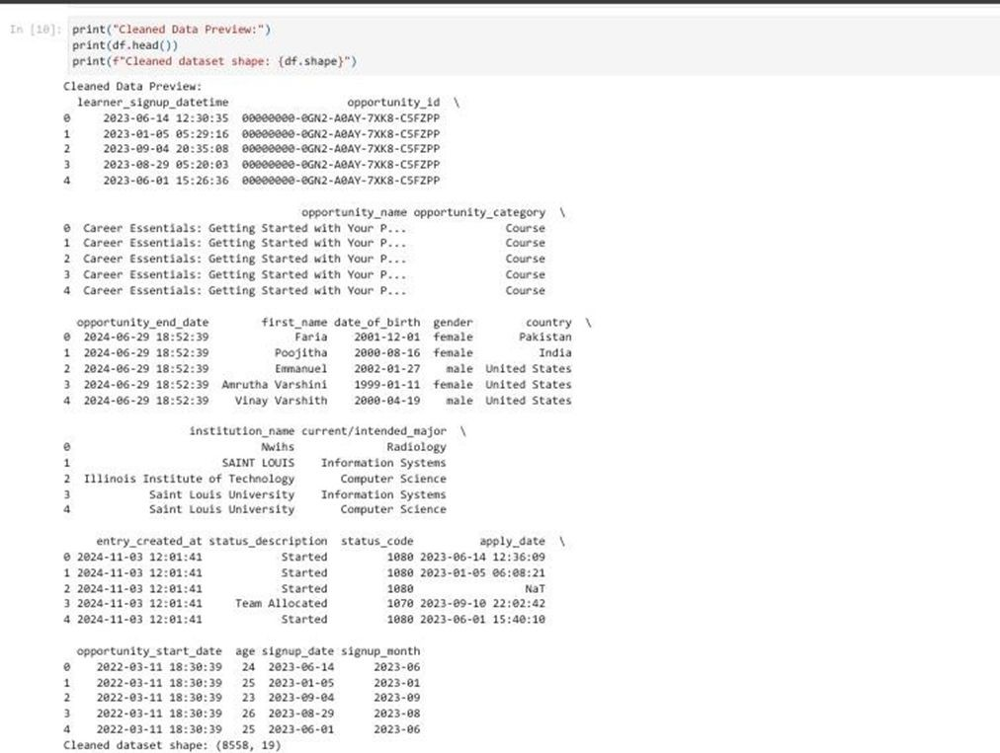 In [10]: print("Cleaned Data Preview:")
print(df.head())
print(f"Cleaned dataset shape: {df.shape}")
Cleaned Data Preview:
learner_signup_datetime opportunity_id \
0 2023-06-14 12:30:35 00000000-0GN2-A0AY-7XK8-C5FZPP
1 2023-01-05 05:29:16 00000000-0GN2-A0AY-7XK8-C5FZPP
2 2023-09-04 20:35:08 00000000-0GN2-A0AY-7XK8-C5FZPP
3 2023-08-29 05:20:03 00000000-0GN2-A0AY-7XK8-C5FZPP
4 2023-06-01 15:26:36 00000000-0GN2-A0AY-7XK8-C5FZPP
opportunity_name opportunity_category \
0 Career Essentials: Getting Started with Your P... Course
1 Career Essentials: Getting Started with Your P... Course
2 Career Essentials: Getting Started with Your P... Course
3 Career Essentials: Getting Started with Your P... Course
4 Career Essentials: Getting Started with Your P... Course
opportunity_end_date first_name date_of_birth gender country \
0 2024-06-29 18:52:39 Faria 2001-12-01 female Pakistan
1 2024-06-29 18:52:39 Poojitha 2000-08-16 female India
2 2024-06-29 18:52:39 Emmanuel 2002-01-27 male United States
3 2024-06-29 18:52:39 Amrutha Varshini 1999-01-11 female United States
4 2024-06-29 18:52:39 Vinay Varshith 2000-04-19 male United States
institution_name current/intended_major \
0 Nwihs Radiology
1 SAINT LOUIS Information Systems
2 Illinois Institute of Technology Computer Science
3 Saint Louis University Information Systems
4 Saint Louis University Computer Science
entry_created_at status_description status_code apply_date \
0 2024-11-03 12:01:41 Started 1080 2023-06-14 12:36:09
1 2024-11-03 12:01:41 Started 1080 2023-01-05 06:08:21
2 2024-11-03 12:01:41 Started 1080 NaT
3 2024-11-03 12:01:41 Team Allocated 1070 2023-09-10 22:02:42
4 2024-11-03 12:01:41 Started 1080 2023-06-01 15:40:10
opportunity_start_date age signup_date signup_month
0 2022-03-11 18:30:39 24 2023-06-14 2023-06
1 2022-03-11 18:30:39 25 2023-01-05 2023-01
2 2022-03-11 18:30:39 23 2023-09-04 2023-09
3 2022-03-11 18:30:39 26 2023-08-29 2023-08
4 2022-03-11 18:30:39 25 2023-06-01 2023-06
Cleaned dataset shape: (8558, 19)